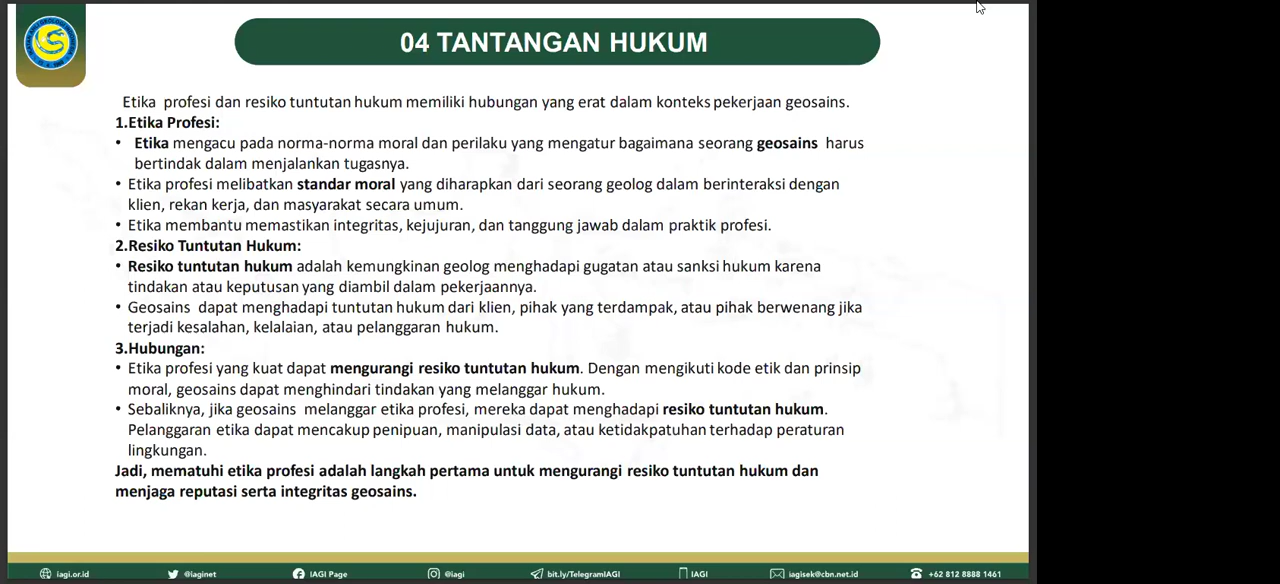 04 TANTANGAN HUKUM
Etika profesi dan resiko tuntutan hukum memiliki hubungan yang erat dalam konteks pekerjaan geosains.
1.Etika Profesi:
• Etika mengacu pada norma-norma moral dan perilaku yang mengatur bagaimana seorang geosains harus
bertindak dalam menjalankan tugasnya.
• Etika profesi melibatkan standar moral yang diharapkan dari seorang geolog dalam berinteraksi dengan
klien, rekan kerja, dan masyarakat secara umum.
• Etika membantu memastikan integritas, kejujuran, dan tanggung jawab dalam praktik profesi.
2.Resiko Tuntutan Hukum:
• Resiko tuntutan hukum adalah kemungkinan geolog menghadapi gugatan atau sanksi hukum karena
tindakan atau keputusan yang diambil dalam pekerjaannya.
• Geosains dapat menghadapi tuntutan hukum dari klien, pihak yang terdampak, atau pihak berwenang jika
terjadi kesalahan, kelalaian, atau pelanggaran hukum.
3.Hubungan:
• Etika profesi yang kuat dapat mengurangi resiko tuntutan hukum. Dengan mengikuti kode etik dan prinsip
moral, geosains dapat menghindari tindakan yang melanggar hukum.
• Sebaliknya, jika geosains melanggar etika profesi, mereka dapat menghadapi resiko tuntutan hukum.
Pelanggaran etika dapat mencakup penipuan, manipulasi data, atau ketidakpatuhan terhadap peraturan
lingkungan.
Jadi, mematuhi etika profesi adalah langkah pertama untuk mengurangi resiko tuntutan hukum dan
menjaga reputasi serta integritas geosains.
iagi.or.id @iaginet IAGI Page @iagi bit.ly/TelegramIAGI IAGI iagisek@cbn.net.id +62 812 8888 1461